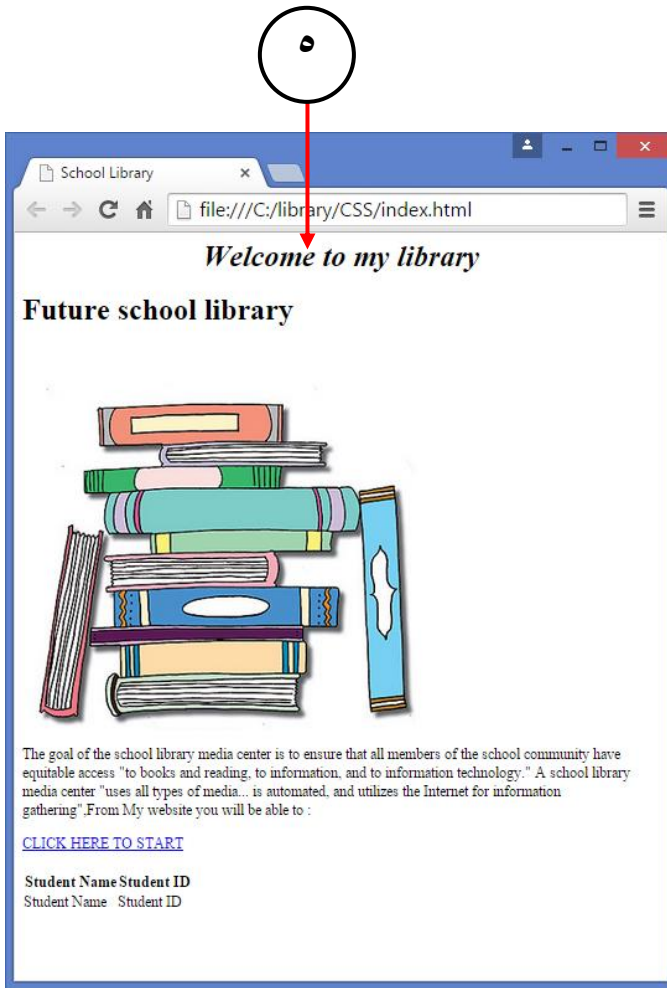 ه
School Library
file:///C:/library/CSS/index.html
Welcome to my library
Future school library
The goal of the school library media center is to ensure that all members of the school community have
equitable access "to books and reading, to information, and to information technology." A school library
media center "uses all types of media... is automated, and utilizes the Internet for information
gathering",From My website you will be able to :
CLICK HERE TO START
Student Name Student ID
Student Name Student ID